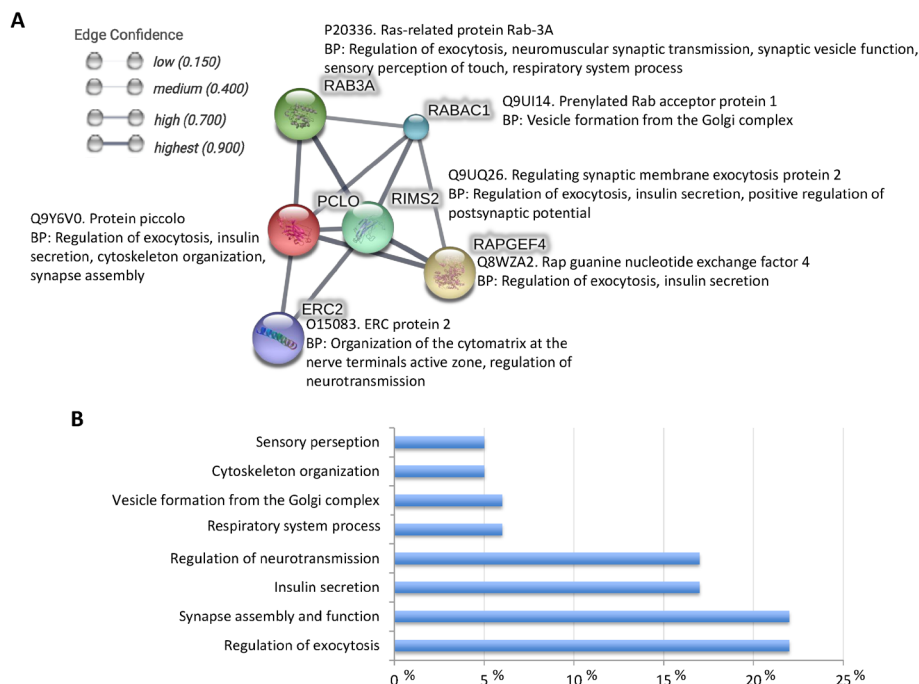 A
Edge Confidence
low (0.150)
medium (0.400)
high (0.700)
highest (0.900)
P20336. Ras-related protein Rab-3A
BP: Regulation of exocytosis, neuromuscular synaptic transmission, synaptic vesicle function,
sensory perception of touch, respiratory system process
RAB3A
RABAC1
Q9UI14. Prenylated Rab acceptor protein 1
BP: Vesicle formation from the Golgi complex
Q9UQ26. Regulating synaptic membrane exocytosis protein 2
BP: Regulation of exocytosis, insulin secretion, positive regulation of
postsynaptic potential
PCLO
RIMS2
Q9Y6V0. Protein piccolo
BP: Regulation of exocytosis, insulin
secretion, cytoskeleton organization,
synapse assembly
RAPGEF4
Q8WZA2. Rap guanine nucleotide exchange factor 4
BP: Regulation of exocytosis, insulin secretion
ERC2
O15083. ERC protein 2
BP: Organization of the cytomatrix at the
nerve terminals active zone, regulation of
neurotransmission
B
Sensory perseption
Cytoskeleton organization
Vesicle formation from the Golgi complex
Respiratory system process
Regulation of neurotransmission
Insulin secretion
Synapse assembly and function
Regulation of exocytosis
0 % 5 % 10 % 15 % 20 % 25 %